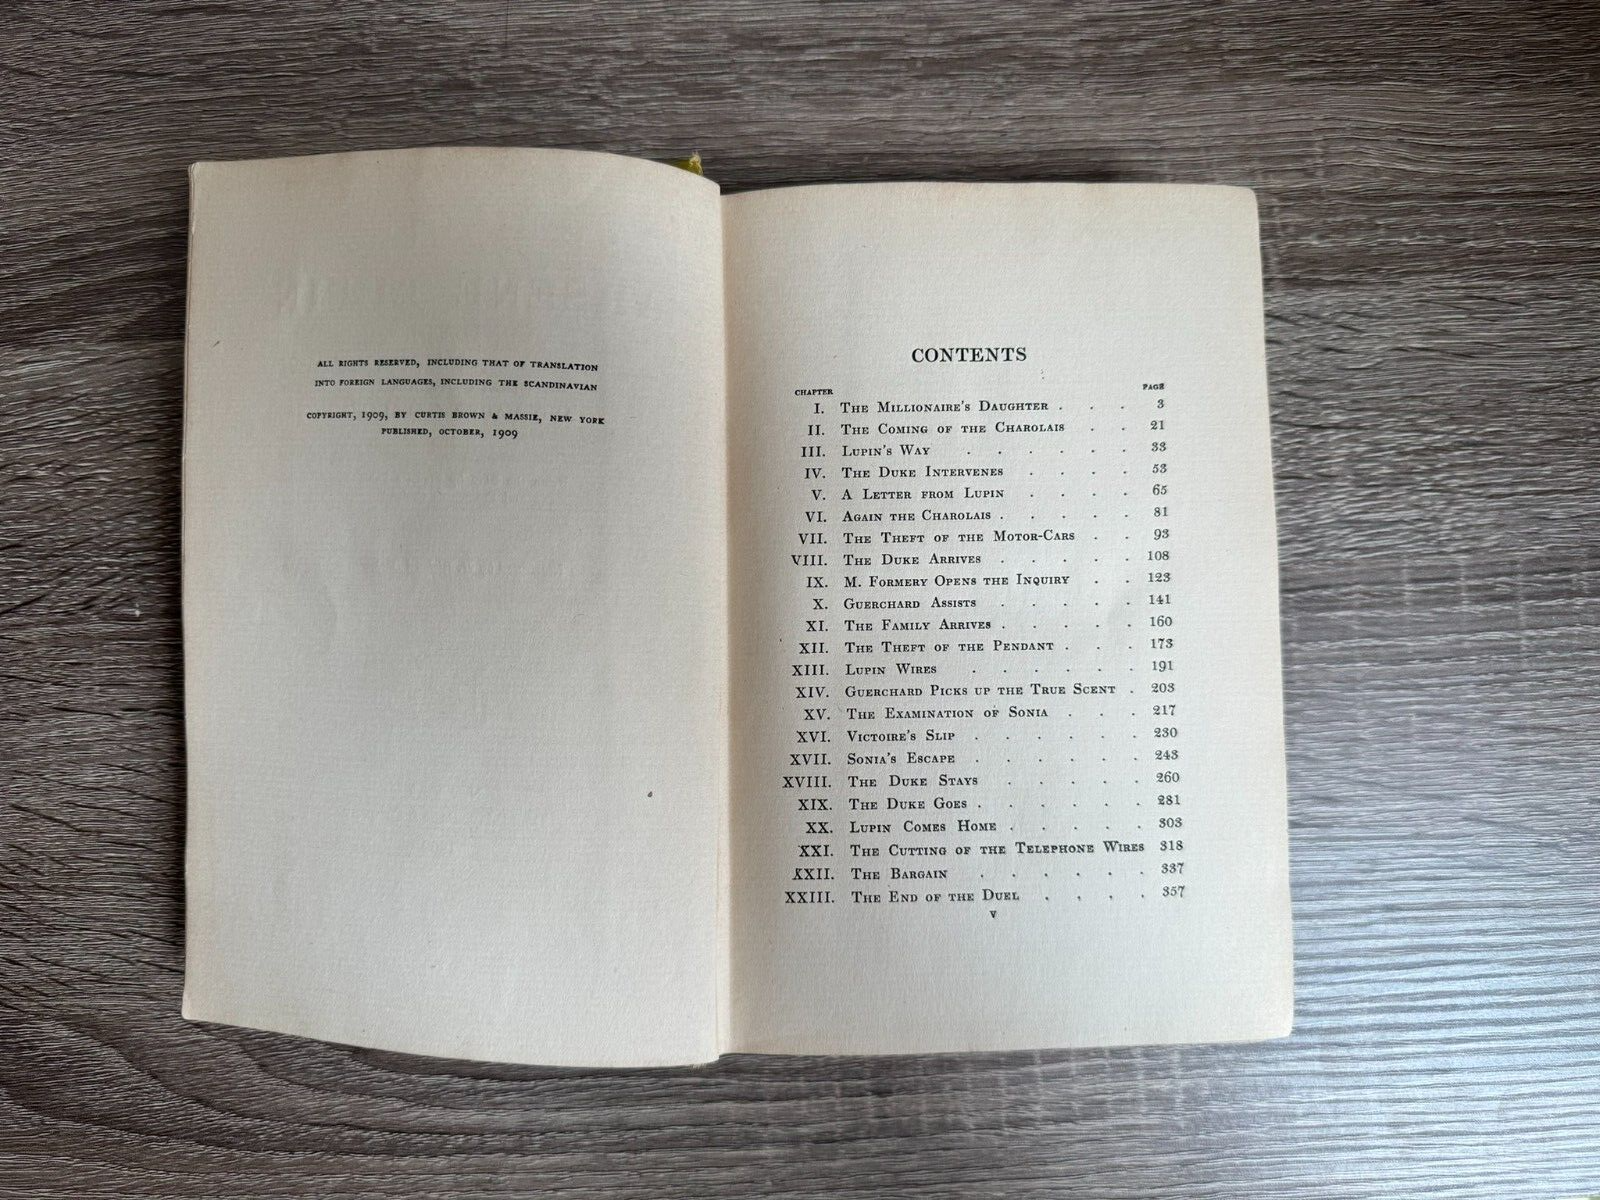 ALL RIGHTS RESERVED, INCLUDING THAT OF TRANSLATION
INTO FOREIGN LANGUAGES, INCLUDING THE SCANDINAVIAN
COPYRIGHT, 1909, BY CURTIS BROWN & MASSIE, NEW YORK
PUBLISHED, OCTOBER, 1909
CONTENTS
CHAPTER PAGE
I. The Millionaire's Daughter . . . 3
II. The Coming of the Charolais . . 21
III. Lupin's Way . . . . . . 33
IV. The Duke Intervenes . . . . 53
V. A Letter from Lupin . . . . 65
VI. Again the Charolais . . . . . 81
VII. The Theft of the Motor-Cars . . 93
VIII. The Duke Arrives . . . . . 108
IX. M. Formery Opens the Inquiry . . 123
X. Guerchard Assists . . . . . 141
XI. The Family Arrives . . . . . 160
XII. The Theft of the Pendant . . . 173
XIII. Lupin Wires . . . . . . 191
XIV. Guerchard Picks up the True Scent . 203
XV. The Examination of Sonia . . . 217
XVI. Victoire's Slip . . . . . . 230
XVII. Sonia's Escape . . . . . . 243
XVIII. The Duke Stays . . . . . 260
XIX. The Duke Goes . . . . . . 281
XX. Lupin Comes Home . . . . . 303
XXI. The Cutting of the Telephone Wires 318
XXII. The Bargain . . . . . . 337
XXIII. The End of the Duel . . . . 357
v